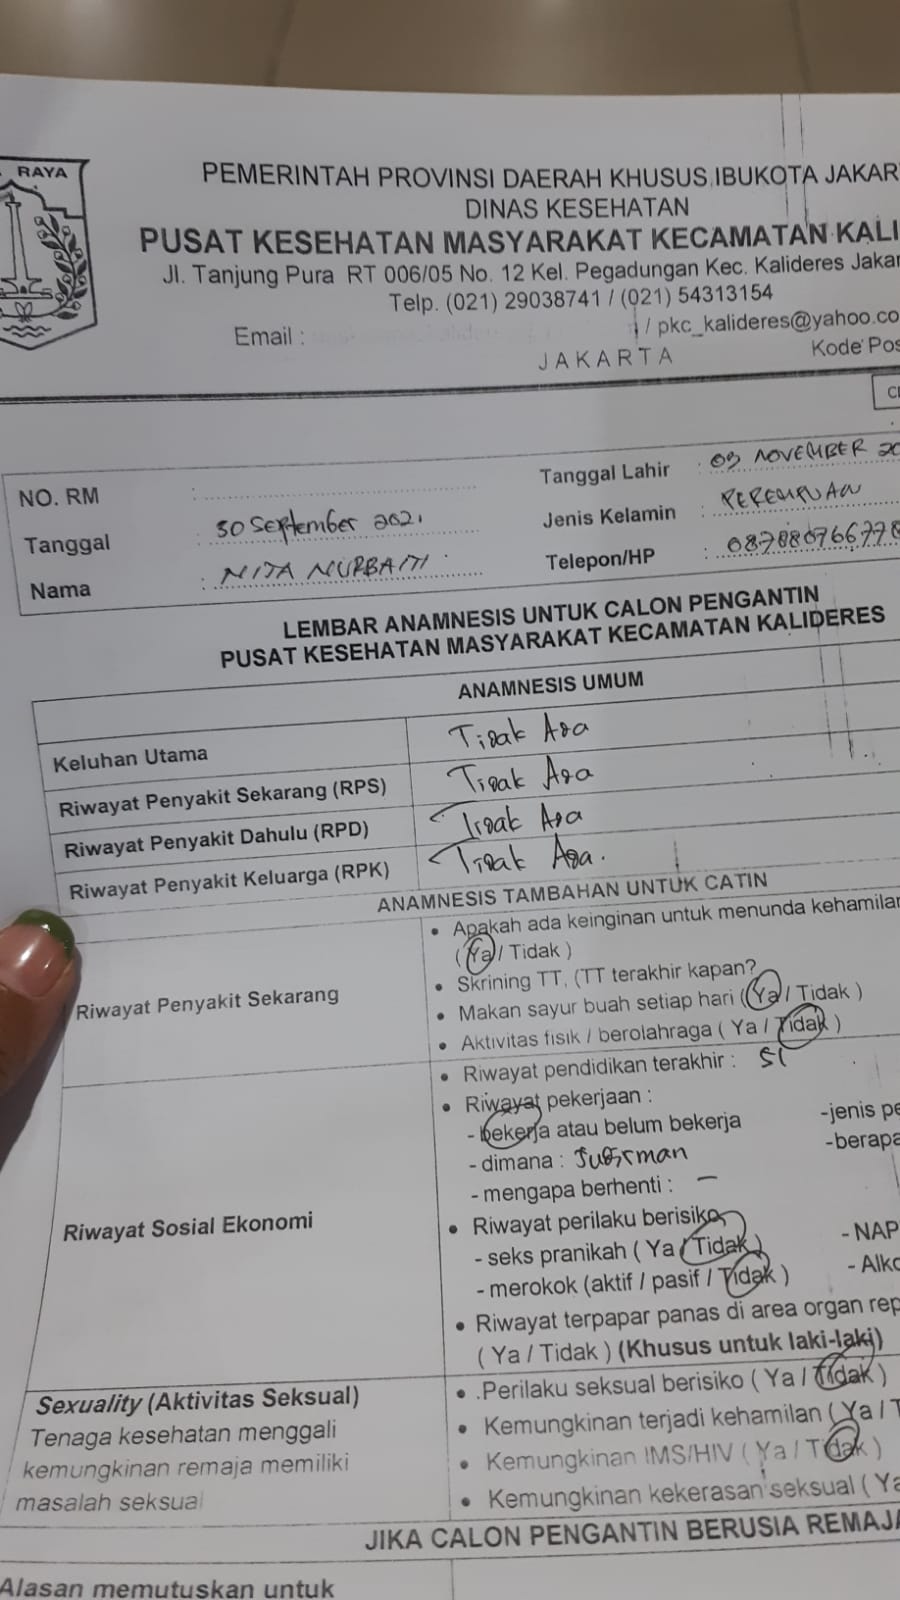 RAYA
PEMERINTAH PROVINSI DAERAH KHUSUS IBUKOTA JAKAR
DINAS KESEHATAN
PUSAT KESEHATAN MASYARAKAT KECAMATAN KALI
Jl. Tanjung Pura RT 006/05 No. 12 Kel. Pegadungan Kec. Kalideres Jakar
Telp. (021) 29038741 / (021) 54313154
Email : / pkc_kalideres@yahoo.co
JAKARTA Kode Pos
NO. RM :
Tanggal : 30 September 2021
Nama : NITA NURBAITI
Tanggal Lahir : 09 NOVEMBER 20
Jenis Kelamin : PEREMPUAN
Telepon/HP : 087880766778
LEMBAR ANAMNESIS UNTUK CALON PENGANTIN
PUSAT KESEHATAN MASYARAKAT KECAMATAN KALIDERES
ANAMNESIS UMUM
Keluhan Utama Tidak Ada
Riwayat Penyakit Sekarang (RPS) Tidak Ada
Riwayat Penyakit Dahulu (RPD) Tidak Ada
Riwayat Penyakit Keluarga (RPK) Tidak Ada.
ANAMNESIS TAMBAHAN UNTUK CATIN
Riwayat Penyakit Sekarang
• Apakah ada keinginan untuk menunda kehamilan
( Ya / Tidak )
• Skrining TT, (TT terakhir kapan?
• Makan sayur buah setiap hari ( Ya / Tidak )
• Aktivitas fisik / berolahraga ( Ya / Tidak )
Riwayat Sosial Ekonomi
• Riwayat pendidikan terakhir : S1
• Riwayat pekerjaan :
- bekerja atau belum bekerja -jenis pe
- dimana : Sudirman -berapa
- mengapa berhenti : –
• Riwayat perilaku berisiko
- seks pranikah ( Ya / Tidak ) - NAP
- merokok (aktif / pasif / Tidak ) - Alko
• Riwayat terpapar panas di area organ rep
( Ya / Tidak ) (Khusus untuk laki-laki)
Sexuality (Aktivitas Seksual)
Tenaga kesehatan menggali
kemungkinan remaja memiliki
masalah seksual
• .Perilaku seksual berisiko ( Ya / Tidak )
• Kemungkinan terjadi kehamilan ( Ya / T
• Kemungkinan IMS/HIV ( Ya / Tidak )
• Kemungkinan kekerasan seksual ( Ya
JIKA CALON PENGANTIN BERUSIA REMAJA
Alasan memutuskan untuk